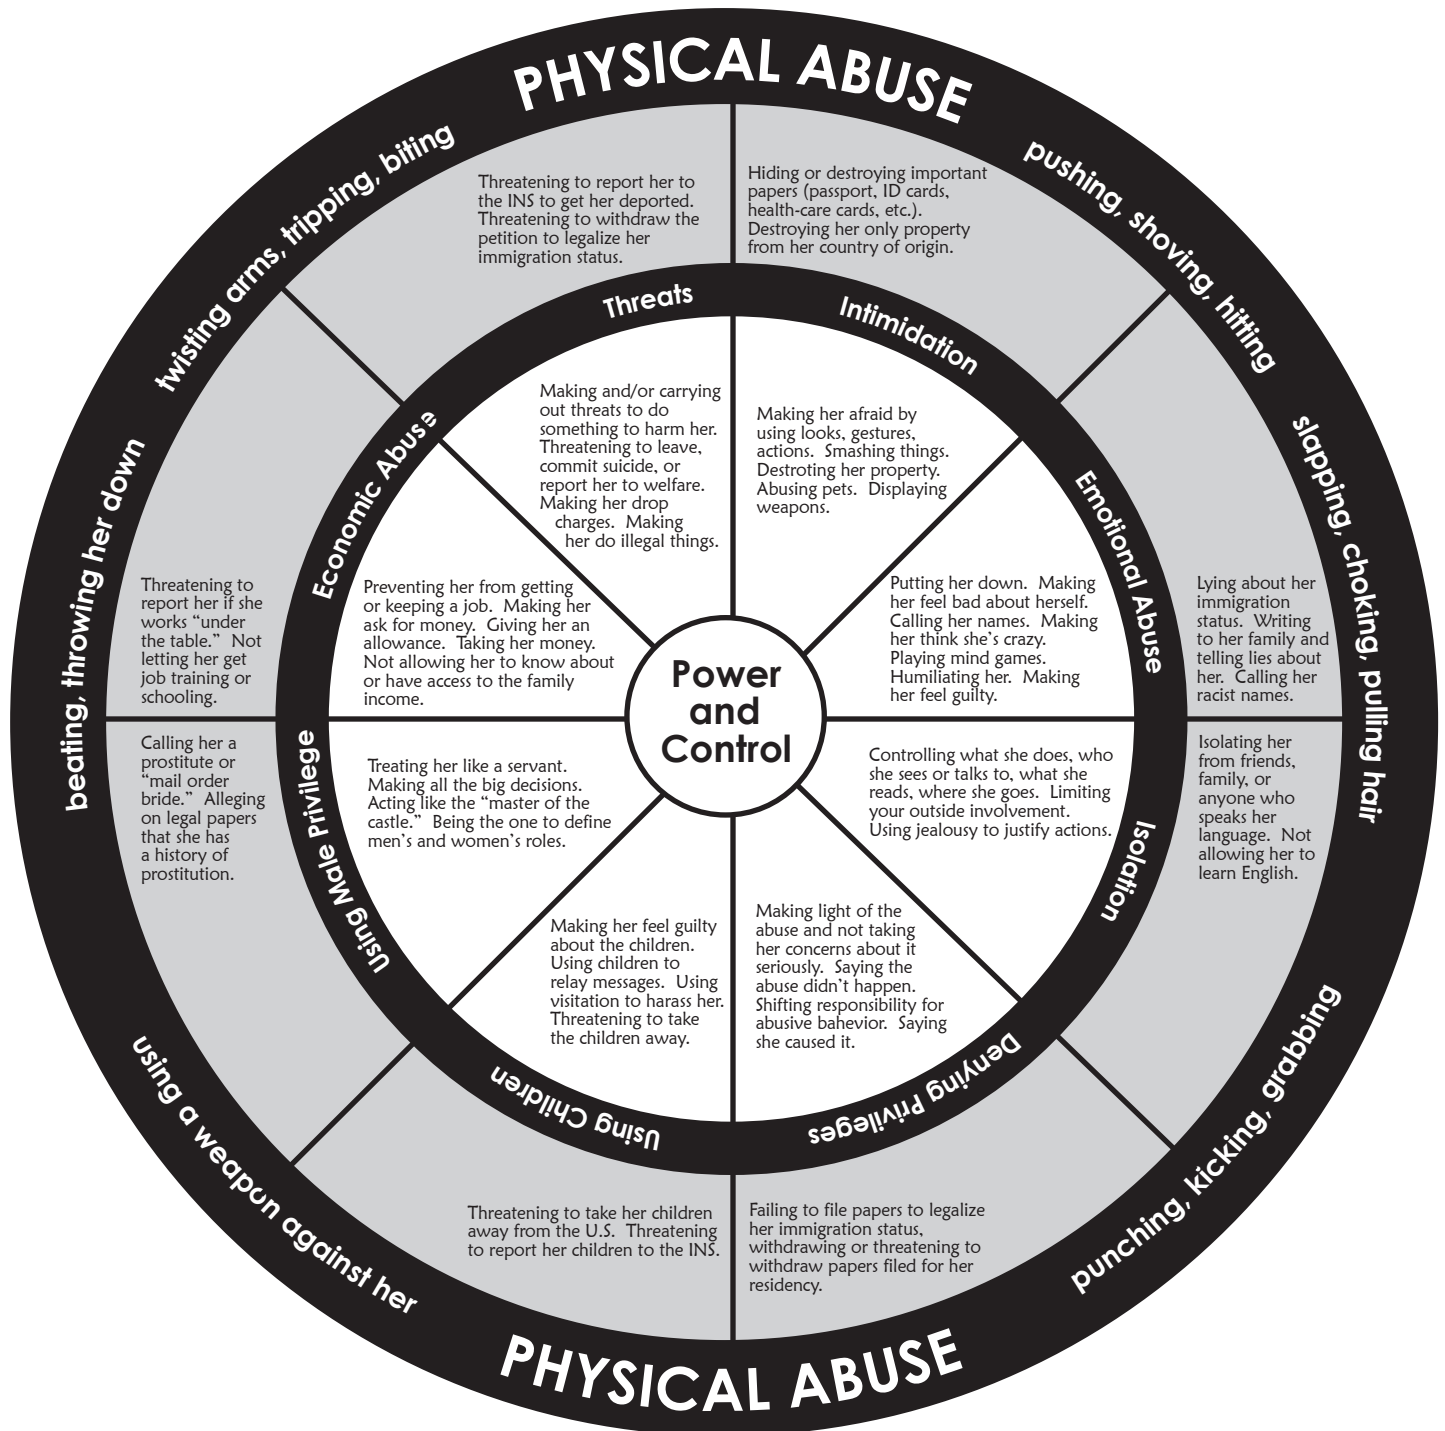 PHYSICAL ABUSE
pushing, shoving, hitting
slapping, choking, pulling hair
punching, kicking, grabbing
PHYSICAL ABUSE
using a weapon against her
beating, throwing her down
twisting arms, tripping, biting
Threatening to report her to
the INS to get her deported.
Threatening to withdraw the
petition to legalize her
immigration status.
Hiding or destroying important
papers (passport, ID cards,
health-care cards, etc.).
Destroying her only property
from her country of origin.
Lying about her
immigration
status. Writing
to her family and
telling lies about
her. Calling her
racist names.
Isolating her
from friends,
family, or
anyone who
speaks her
language. Not
allowing her to
learn English.
Failing to file papers to legalize
her immigration status,
withdrawing or threatening to
withdraw papers filed for her
residency.
Threatening to take her children
away from the U.S. Threatening
to report her children to the INS.
Calling her a
prostitute or
“mail order
bride.” Alleging
on legal papers
that she has
a history of
prostitution.
Threatening to
report her if she
works “under
the table.” Not
letting her get
job training or
schooling.
Threats
Making and/or carrying
out threats to do
something to harm her.
Threatening to leave,
commit suicide, or
report her to welfare.
Making her drop
charges. Making
her do illegal things.
Intimidation
Making her afraid by
using looks, gestures,
actions. Smashing things.
Destroting her property.
Abusing pets. Displaying
weapons.
Emotional Abuse
Putting her down. Making
her feel bad about herself.
Calling her names. Making
her think she’s crazy.
Playing mind games.
Humiliating her. Making
her feel guilty.
Isolation
Controlling what she does, who
she sees or talks to, what she
reads, where she goes. Limiting
your outside involvement.
Using jealousy to justify actions.
Denying Privileges
Making light of the
abuse and not taking
her concerns about it
seriously. Saying the
abuse didn’t happen.
Shifting responsibility for
abusive bahevior. Saying
she caused it.
Using Children
Making her feel guilty
about the children.
Using children to
relay messages. Using
visitation to harass her.
Threatening to take
the children away.
Using Male Privilege
Treating her like a servant.
Making all the big decisions.
Acting like the “master of the
castle.” Being the one to define
men’s and women’s roles.
Economic Abuse
Preventing her from getting
or keeping a job. Making her
ask for money. Giving her an
allowance. Taking her money.
Not allowing her to know about
or have access to the family
income.
Power
and
Control